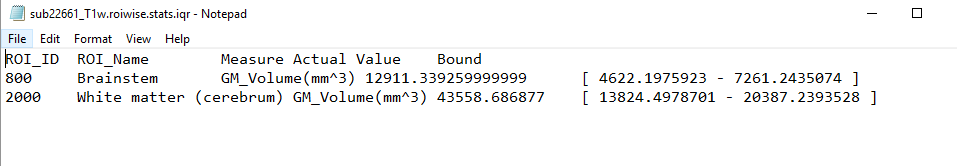 sub22661_T1w.roiwise.stats.iqr - Notepad
File Edit Format View Help
ROI_ID ROI_Name Measure Actual Value Bound
800 Brainstem GM_Volume(mm^3) 12911.339259999999 [ 4622.1975923 - 7261.2435074 ]
2000 White matter (cerebrum) GM_Volume(mm^3) 43558.686877 [ 13824.4978701 - 20387.2393528 ]